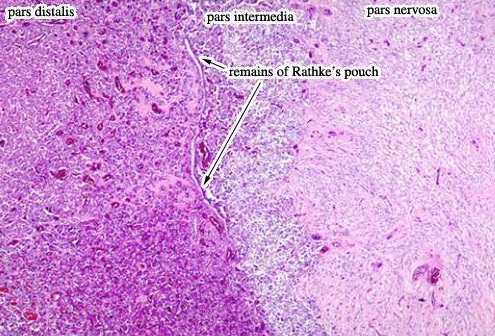 pars distalis
pars intermedia
pars nervosa
remains of Rathke's pouch